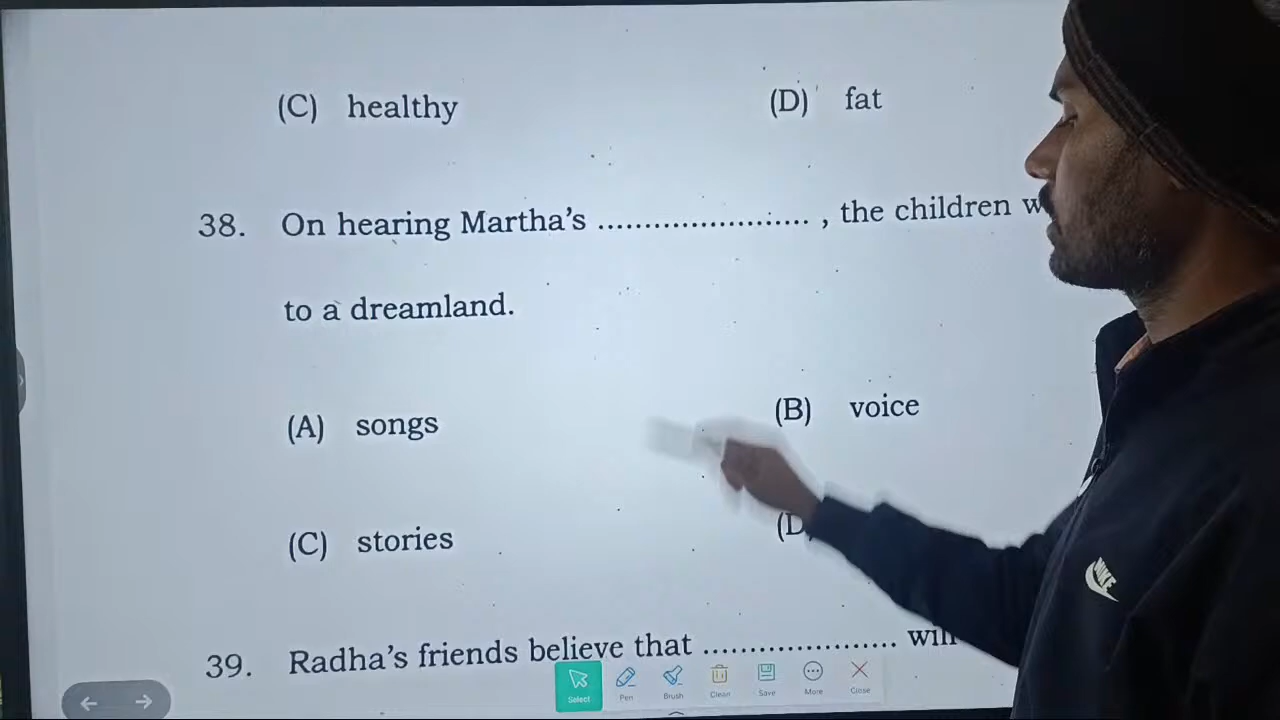 (C) healthy (D) fat
38. On hearing Martha's ........................ , the children
to a dreamland.
(A) songs (B) voice
(C) stories (D
39. Radha's friends believe that ..................... will
Select Pen Brush Clean Save More Close
NIKE